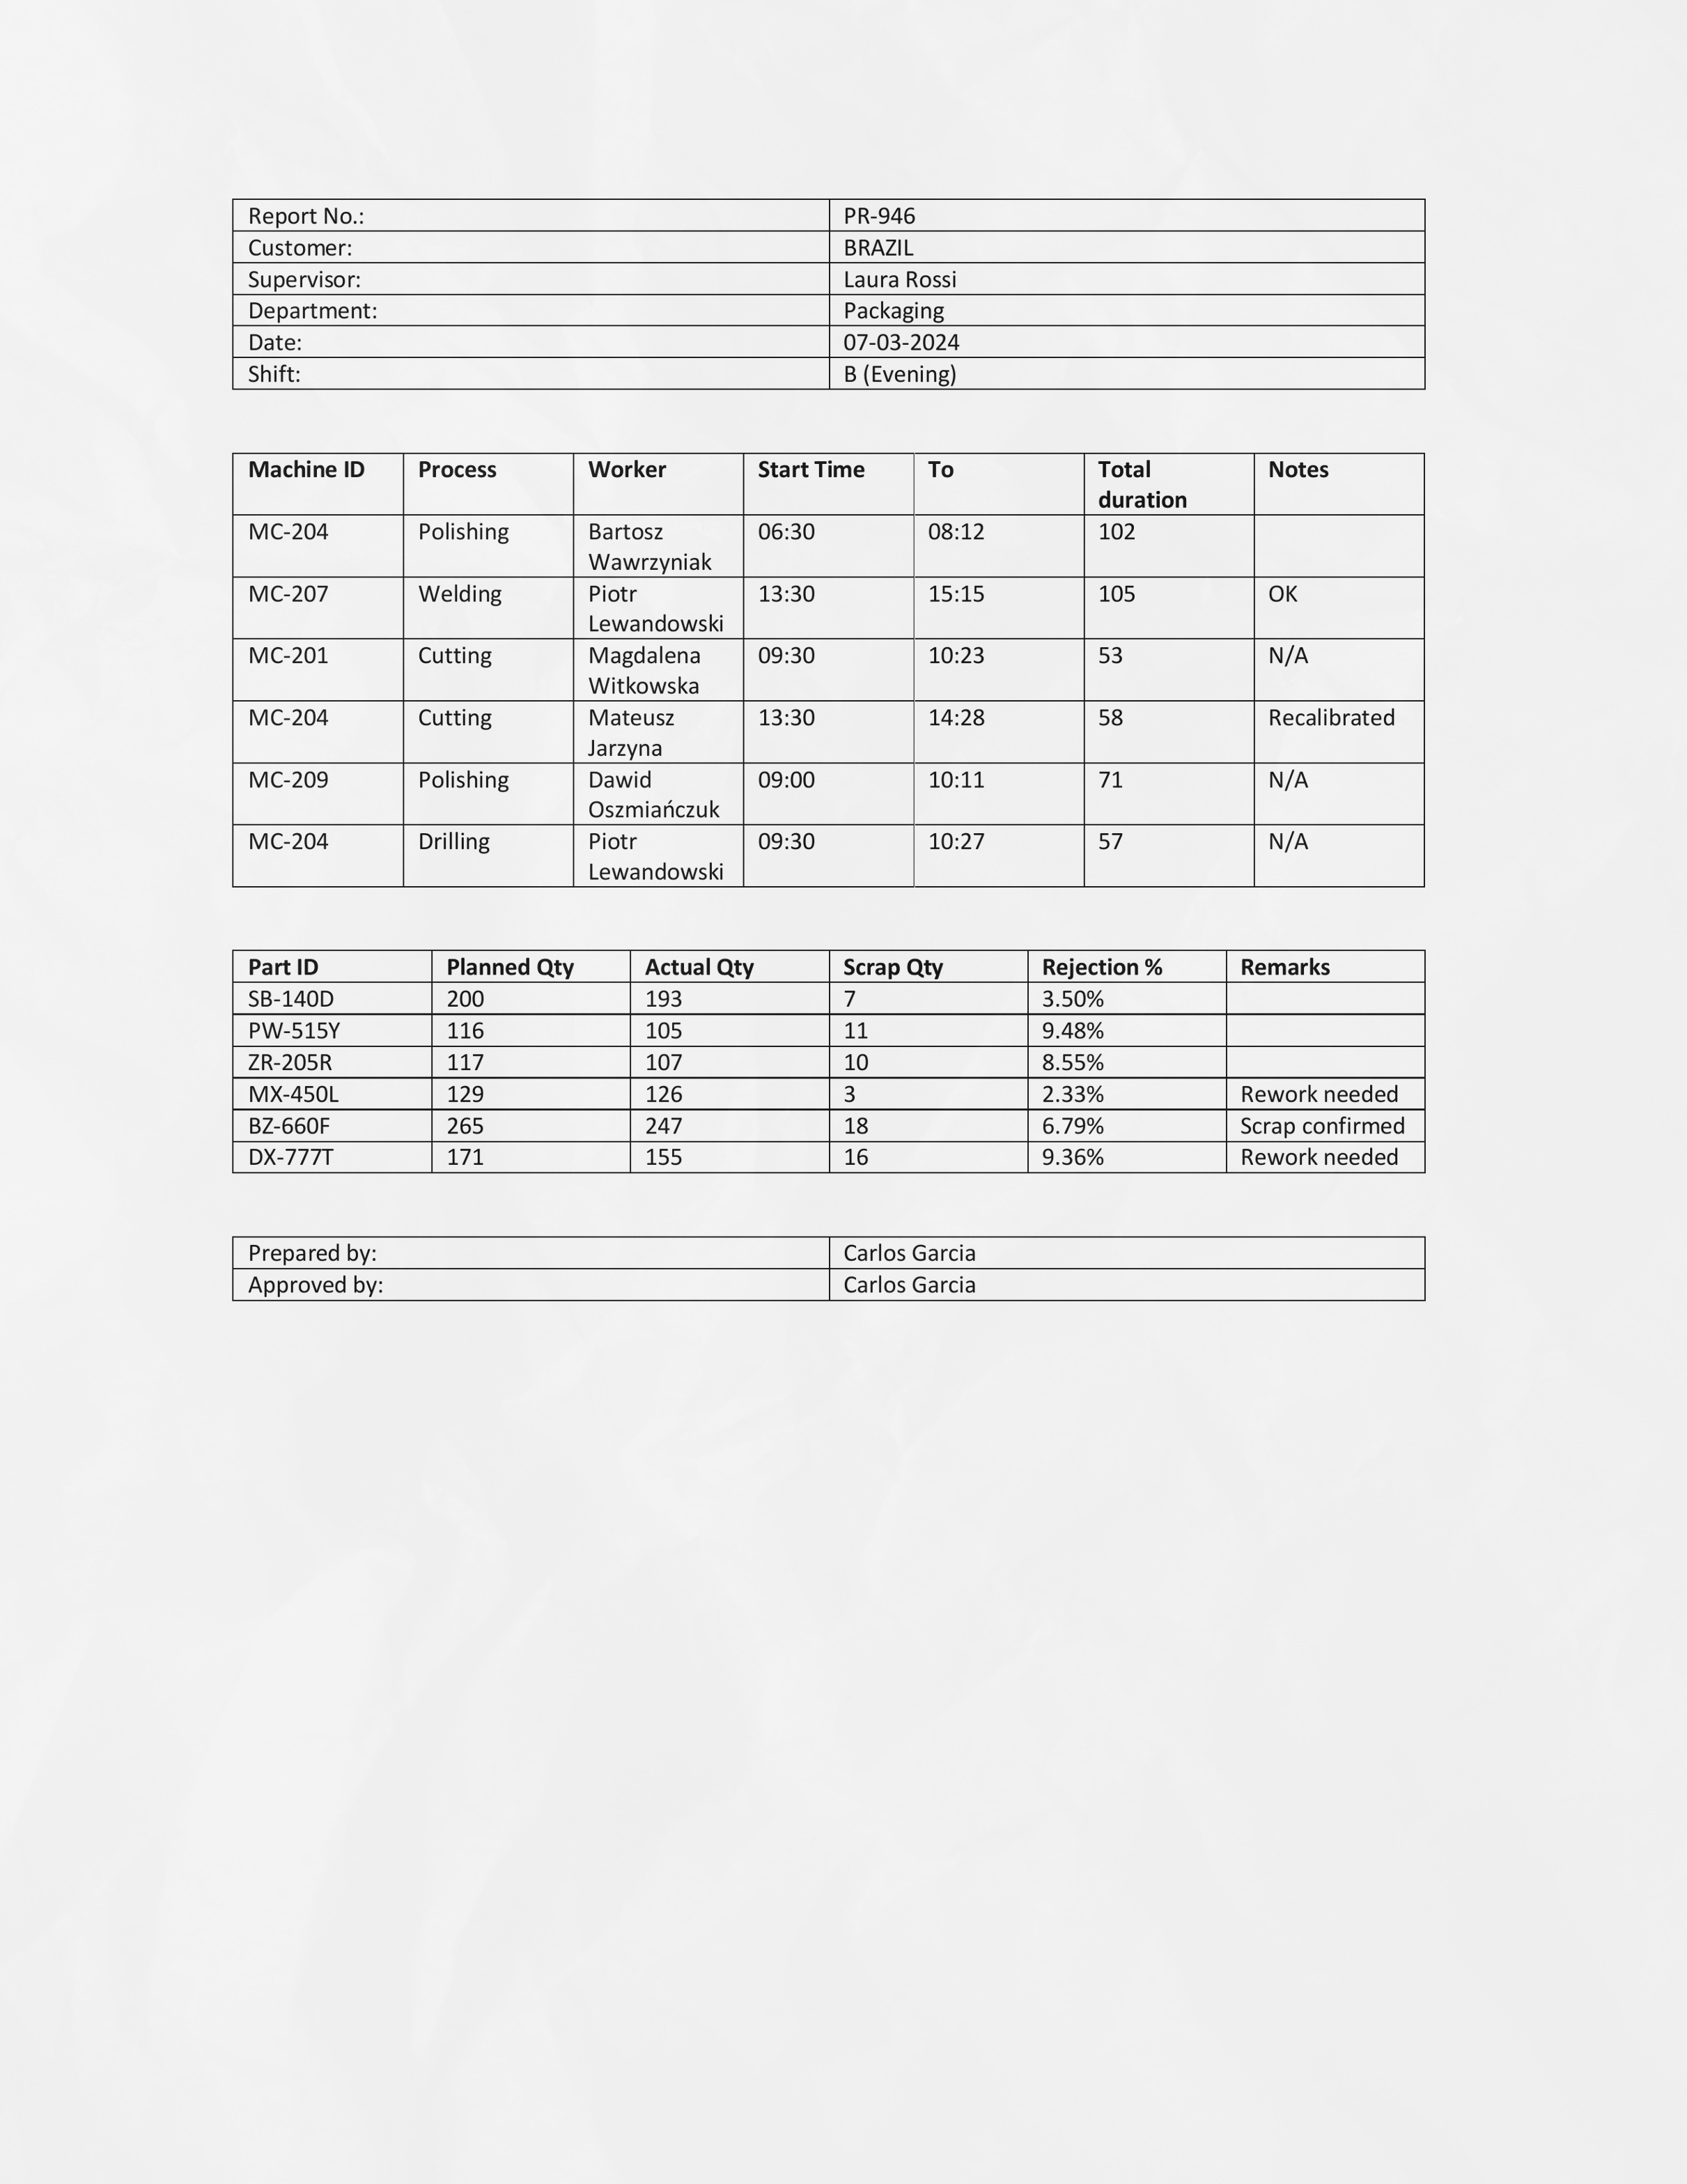 Report No.: PR-946
Customer: BRAZIL
Supervisor: Laura Rossi
Department: Packaging
Date: 07-03-2024
Shift: B (Evening)
Machine ID Process Worker Start Time To Total duration Notes
MC-204 Polishing Bartosz Wawrzyniak 06:30 08:12 102
MC-207 Welding Piotr Lewandowski 13:30 15:15 105 OK
MC-201 Cutting Magdalena Witkowska 09:30 10:23 53 N/A
MC-204 Cutting Mateusz Jarzyna 13:30 14:28 58 Recalibrated
MC-209 Polishing Dawid Oszmiańczuk 09:00 10:11 71 N/A
MC-204 Drilling Piotr Lewandowski 09:30 10:27 57 N/A
Part ID Planned Qty Actual Qty Scrap Qty Rejection % Remarks
SB-140D 200 193 7 3.50%
PW-515Y 116 105 11 9.48%
ZR-205R 117 107 10 8.55%
MX-450L 129 126 3 2.33% Rework needed
BZ-660F 265 247 18 6.79% Scrap confirmed
DX-777T 171 155 16 9.36% Rework needed
Prepared by: Carlos Garcia
Approved by: Carlos Garcia